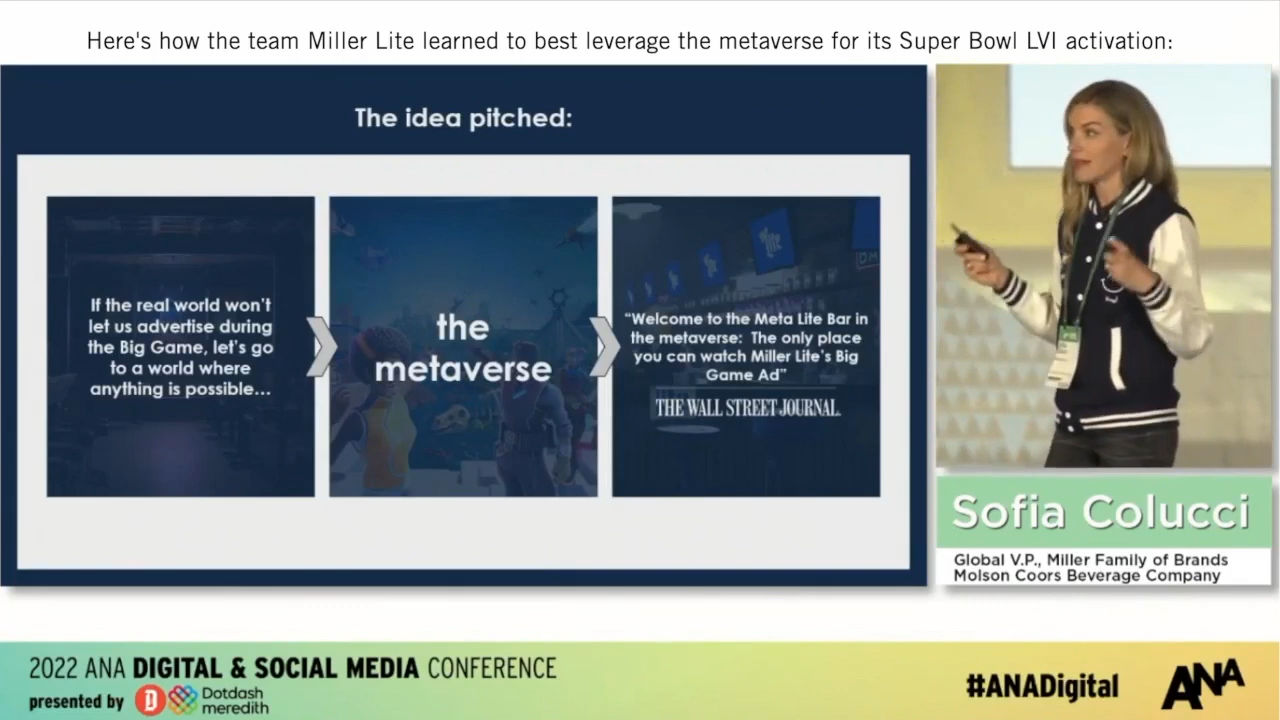 Here's how the team Miller Lite learned to best leverage the metaverse for its Super Bowl LVI activation:
The idea pitched:
If the real world won't
let us advertise during
the Big Game, let's go
to a world where
anything is possible...
the
metaverse
lite
"Welcome to the Meta Lite Bar in
the metaverse: The only place
you can watch Miller Lite's Big
Game Ad"
THE WALL STREET JOURNAL.
Sofia Colucci
Global V.P., Miller Family of Brands
Molson Coors Beverage Company
2022 ANA DIGITAL & SOCIAL MEDIA CONFERENCE
presented by D Dotdash
meredith
#ANADigital
ANA